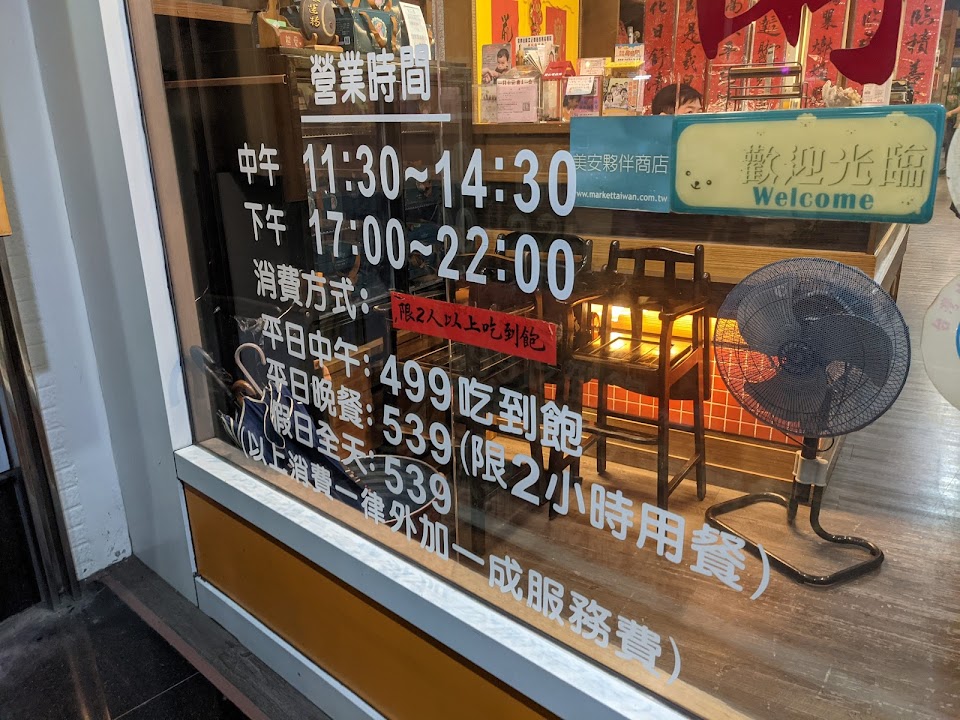 營業時間
中午 11:30~14:30
下午 17:00~22:00
消費方式:
限2人以上吃到飽
平日中午: 499吃到飽
平日晚餐: 539(限2小時用餐)
假日全天: 539
(以上消費一律外加一成服務費)
美安夥伴商店
www.markettaiwan.com.tw
歡迎光臨
Welcome